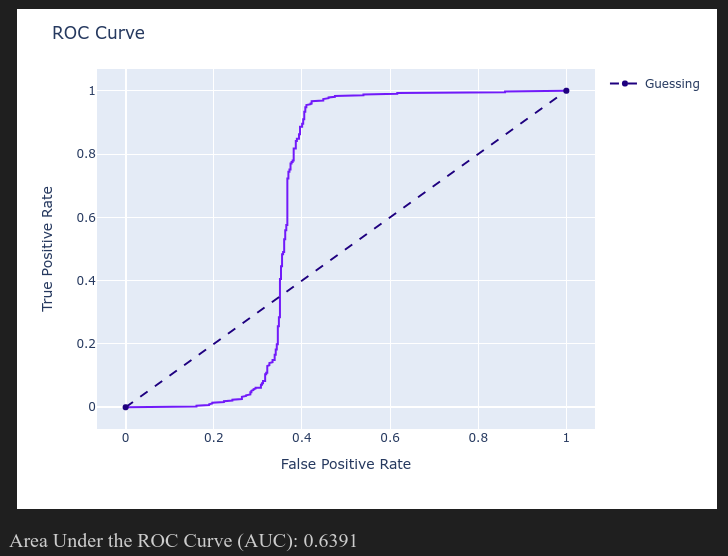 ROC Curve
Guessing
True Positive Rate
1
0.8
0.6
0.4
0.2
0
0 0.2 0.4 0.6 0.8 1
False Positive Rate
Area Under the ROC Curve (AUC): 0.6391